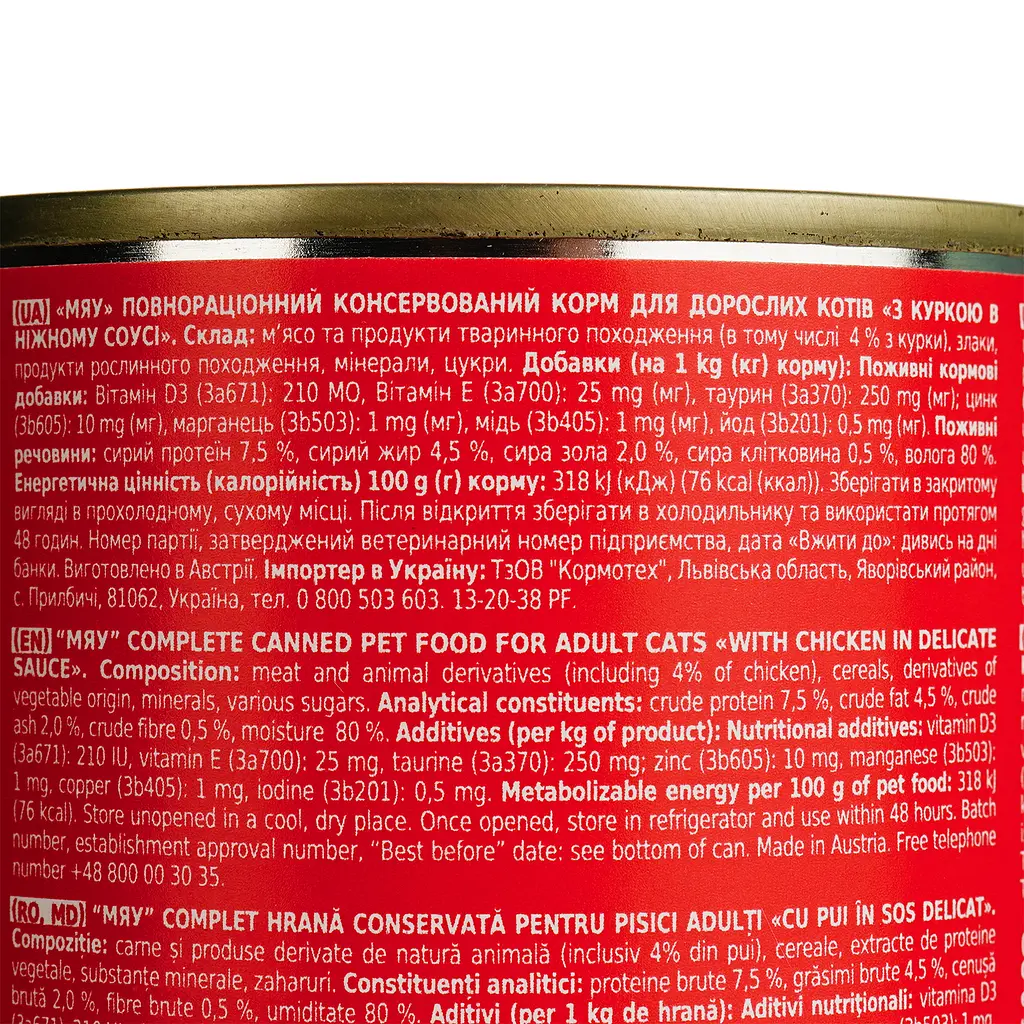 (UA) «МЯУ» ПОВНОРАЦІОННИЙ КОНСЕРВОВАНИЙ КОРМ ДЛЯ ДОРОСЛИХ КОТІВ «З КУРКОЮ В
НІЖНОМУ СОУСІ». Склад: м’ясо та продукти тваринного походження (в тому числі 4 % з курки), злаки,
продукти рослинного походження, мінерали, цукри. Добавки (на 1 kg (кг) корму): Поживні кормові
добавки: Вітамін D3 (3a671): 210 МО, Вітамін Е (3a700): 25 mg (мг), таурин (3a370): 250 mg (мг); цинк
(3b605): 10 mg (мг), марганець (3b503): 1 mg (мг), мідь (3b405): 1 mg (мг), йод (3b201): 0,5 mg (мг). Поживні
речовини: сирий протеїн 7,5 %, сирий жир 4,5 %, сира зола 2,0 %, сира клітковина 0,5 %, волога 80 %.
Енергетична цінність (калорійність) 100 g (г) корму: 318 kJ (кДж) (76 kcal (ккал)). Зберігати в закритому
вигляді в прохолодному, сухому місці. Після відкриття зберігати в холодильнику та використати протягом
48 годин. Номер партії, затверджений ветеринарний номер підприємства, дата «Вжити до»: дивись на дні
банки. Виготовлено в Австрії. Імпортер в Україну: ТзОВ "Кормотех", Львівська область, Яворівський район,
с. Прилбичі, 81062, Україна, тел. 0 800 503 603. 13-20-38 PF.
(EN) “МЯУ” COMPLETE CANNED PET FOOD FOR ADULT CATS «WITH CHICKEN IN DELICATE
SAUCE». Composition: meat and animal derivatives (including 4% of chicken), cereals, derivatives of
vegetable origin, minerals, various sugars. Analytical constituents: crude protein 7,5 %, crude fat 4,5 %, crude
ash 2,0 %, crude fibre 0,5 %, moisture 80 %. Additives (per kg of product): Nutritional additives: vitamin D3
(3a671): 210 IU, vitamin E (3a700): 25 mg, taurine (3a370): 250 mg; zinc (3b605): 10 mg, manganese (3b503):
1 mg, copper (3b405): 1 mg, iodine (3b201): 0,5 mg. Metabolizable energy per 100 g of pet food: 318 kJ
(76 kcal). Store unopened in a cool, dry place. Once opened, store in refrigerator and use within 48 hours. Batch
number, establishment approval number, “Best before” date: see bottom of can. Made in Austria. Free telephone
number +48 800 00 30 35.
(RO, MD) “МЯУ” COMPLET HRANĂ CONSERVATĂ PENTRU PISICI ADULȚI «CU PUI ÎN SOS DELICAT».
Compoziție: carne și produse derivate de natură animală (inclusiv 4% din pui), cereale, extracte de proteine
vegetale, substanțe minerale, zaharuri. Constituenți analitici: proteine brute 7,5 %, grăsimi brute 4,5 %, cenușă
brută 2,0 %, fibre brute 0,5 %, umiditate 80 %. Aditivi (per 1 kg de hrană): Aditivi nutriționali: vitamina D3